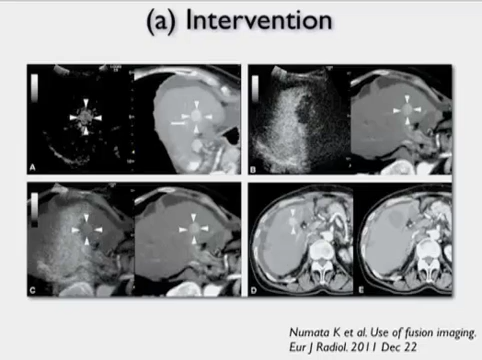 (a) Intervention
A
B
C
D
E
Numata K et al. Use of fusion imaging.
Eur J Radiol. 2011 Dec 22